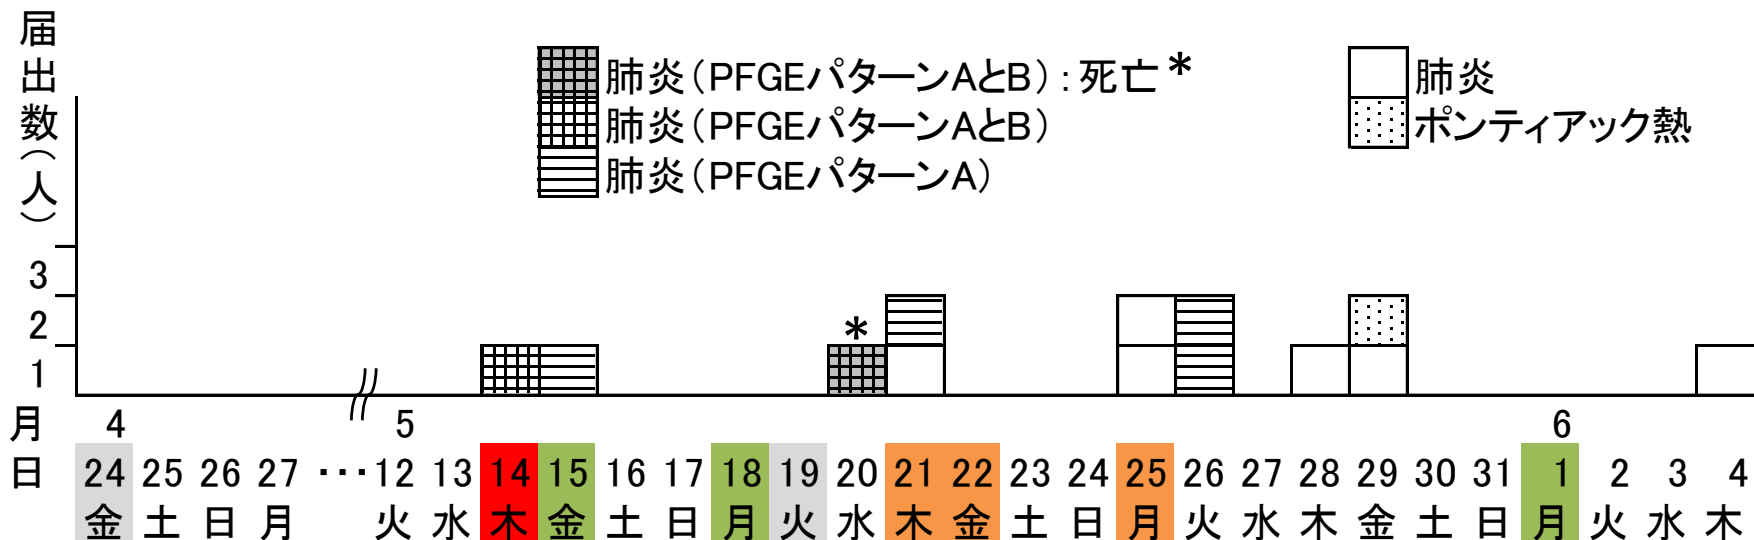 届出数（人）
肺炎（PFGEパターンAとB）：死亡*
肺炎（PFGEパターンAとB）
肺炎（PFGEパターンA）
肺炎
ポンティアック熱
3
2
1
*
月 4 5 6
日 24 25 26 27 ･･･ 12 13 14 15 16 17 18 19 20 21 22 23 24 25 26 27 28 29 30 31 1 2 3 4
金 土 日 月 火 水 木 金 土 日 月 火 水 木 金 土 日 月 火 水 木 金 土 日 月 火 水 木